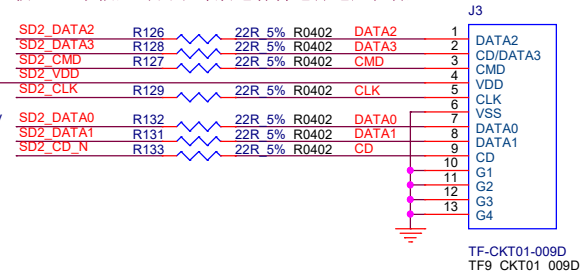 J3
SD2_DATA2 R126 22R_5% R0402 DATA2 1 DATA2
SD2_DATA3 R128 22R_5% R0402 DATA3 2 CD/DATA3
SD2_CMD R127 22R_5% R0402 CMD 3 CMD
SD2_VDD 4 VDD
SD2_CLK R129 22R_5% R0402 CLK 5 CLK
6 VSS
SD2_DATA0 R132 22R_5% R0402 DATA0 7 DATA0
SD2_DATA1 R131 22R_5% R0402 DATA1 8 DATA1
SD2_CD_N R133 22R_5% R0402 CD 9 CD
10 G1
11 G2
12 G3
13 G4
TF-CKT01-009D
TF9_CKT01_009D